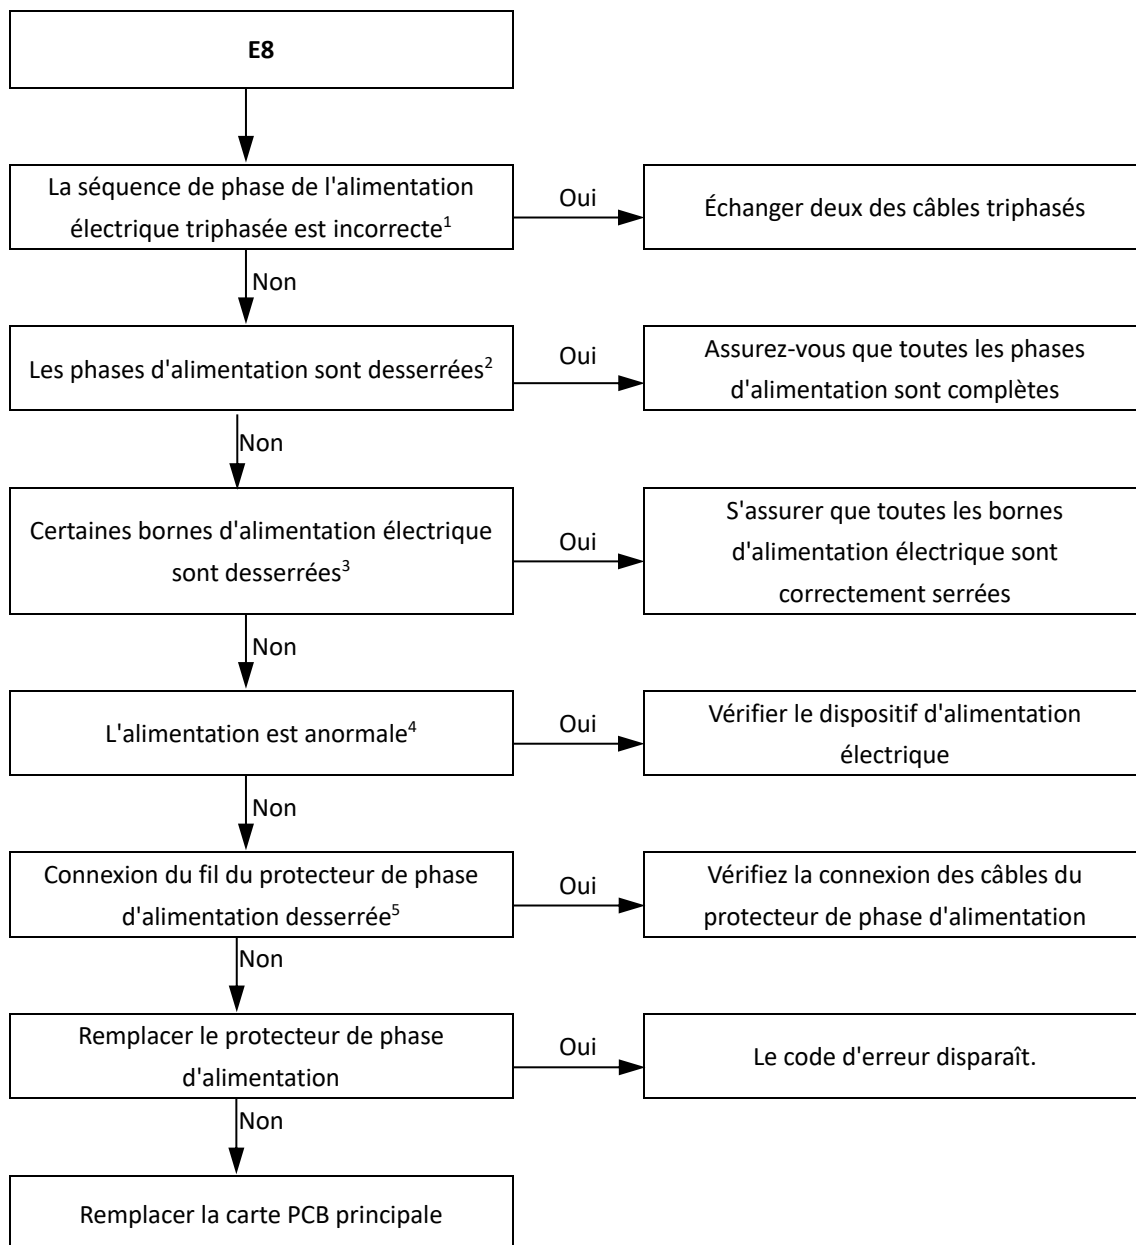 E8
La séquence de phase de l'alimentation
électrique triphasée est incorrecte1
Oui
Échanger deux des câbles triphasés
Non
Les phases d'alimentation sont desserrées2
Oui
Assurez-vous que toutes les phases
d'alimentation sont complètes
Non
Certaines bornes d'alimentation électrique
sont desserrées3
Oui
S'assurer que toutes les bornes
d'alimentation électrique sont
correctement serrées
Non
L'alimentation est anormale4
Oui
Vérifier le dispositif d'alimentation
électrique
Non
Connexion du fil du protecteur de phase
d'alimentation desserrée5
Oui
Vérifiez la connexion des câbles du
protecteur de phase d'alimentation
Non
Remplacer le protecteur de phase
d'alimentation
Oui
Le code d'erreur disparaît.
Non
Remplacer la carte PCB principale